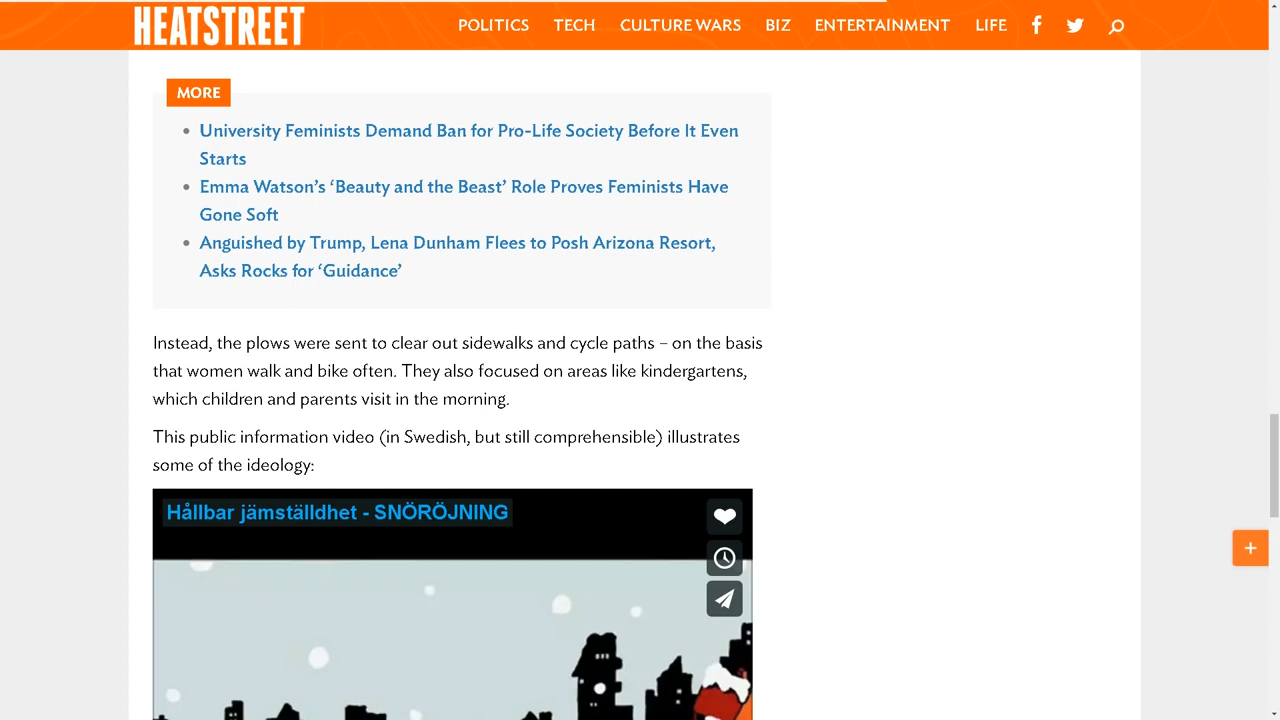 HEATSTREET
POLITICS TECH CULTURE WARS BIZ ENTERTAINMENT LIFE
MORE
University Feminists Demand Ban for Pro-Life Society Before It Even
Starts
Emma Watson’s ‘Beauty and the Beast’ Role Proves Feminists Have
Gone Soft
Anguished by Trump, Lena Dunham Flees to Posh Arizona Resort,
Asks Rocks for ‘Guidance’
Instead, the plows were sent to clear out sidewalks and cycle paths – on the basis
that women walk and bike often. They also focused on areas like kindergartens,
which children and parents visit in the morning.
This public information video (in Swedish, but still comprehensible) illustrates
some of the ideology:
Hållbar jämställdhet - SNÖRÖJNING